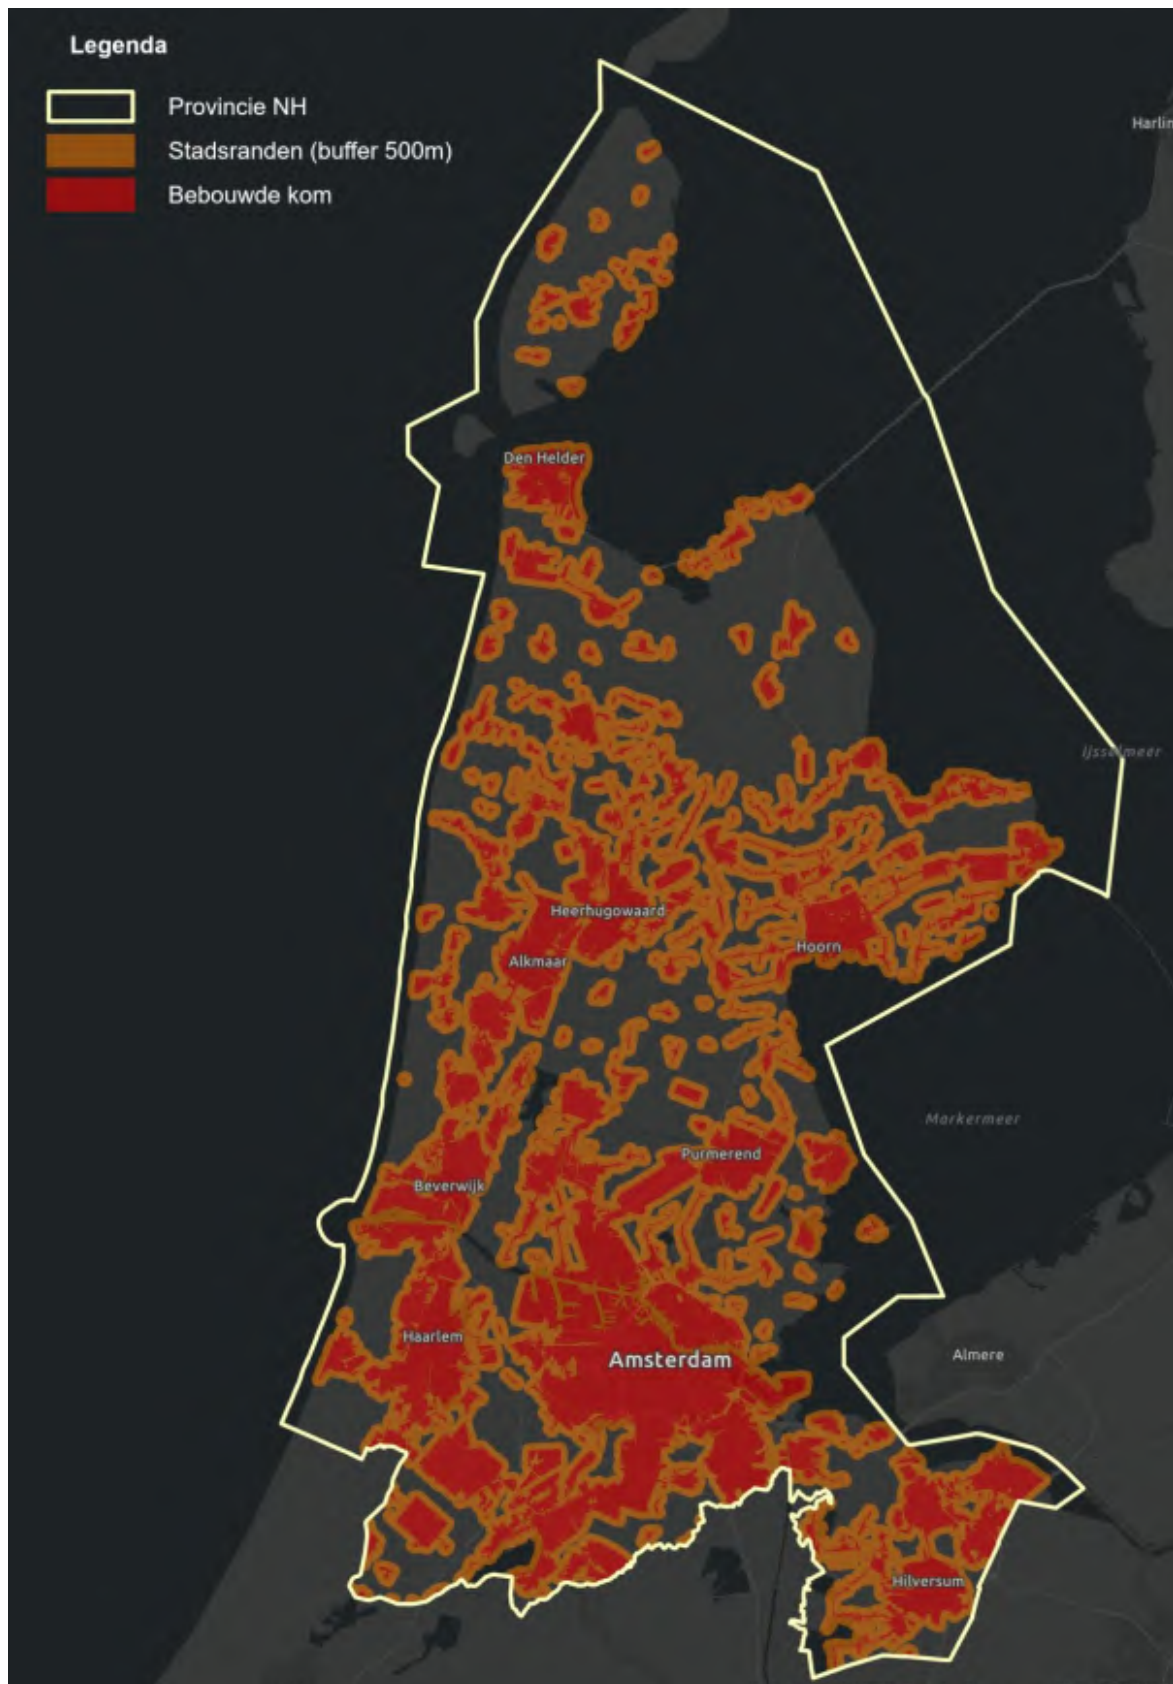 Legenda
Provincie NH
Stadsranden (buffer 500m)
Bebouwde kom
Harlin
Den Helder
Ijsselmeer
Heerhugowaard
Hoorn
Alkmaar
Markermeer
Purmerend
Beverwijk
Haarlem
Amsterdam
Almere
Hilversum